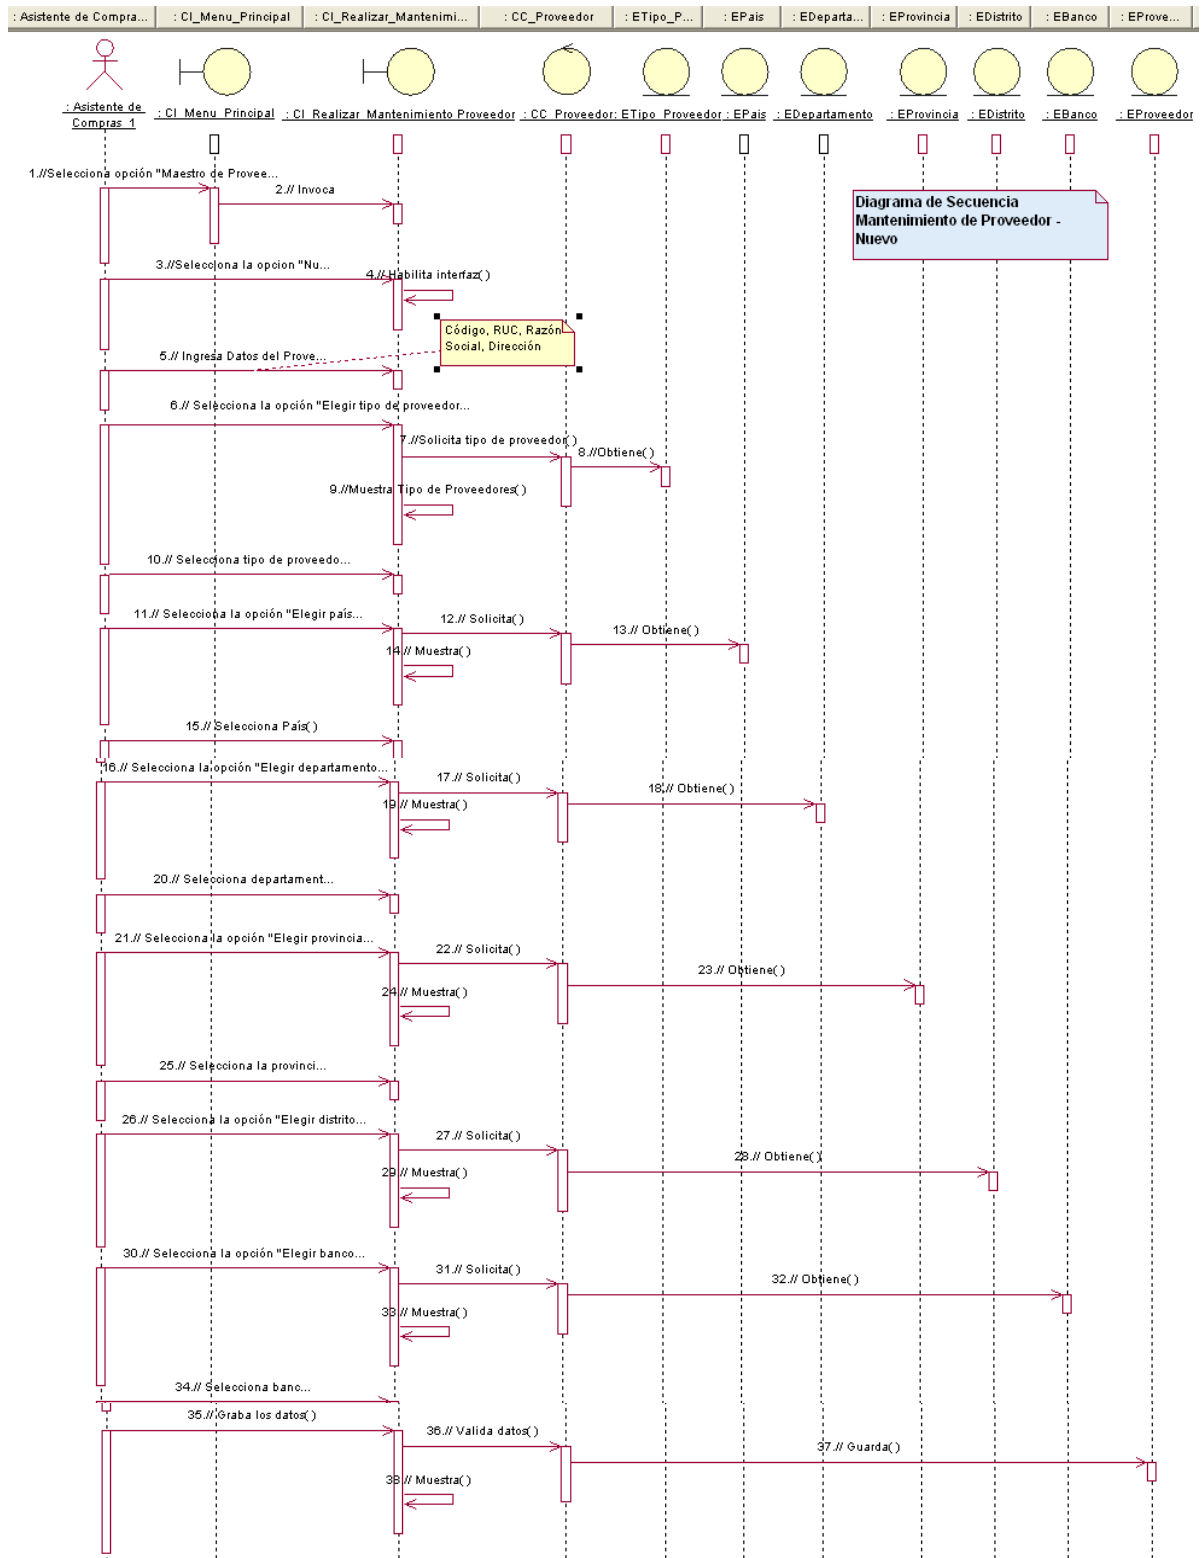 : Asistente de Compra...
: CI_Menu_Principal
: CI_Realizar_Mantenimi...
: CC_Proveedor
: ETipo_P...
: EPais
: EDeparta...
: EProvincia
: EDistrito
: EBanco
: EProve...
: Asistente de
Compras 1
: CI_Menu_Principal
: CI_Realizar_Mantenimiento Proveedor
: CC_Proveedor
: ETipo_Proveedor
: EPais
: EDepartamento
: EProvincia
: EDistrito
: EBanco
: EProveedor
1.//Selecciona opción "Maestro de Provee...
2.// Invoca
Diagrama de Secuencia
Mantenimiento de Proveedor -
Nuevo
3.//Selecciona la opcion "Nu...
4.// Habilita interfaz( )
Código, RUC, Razón
Social, Dirección
5.// Ingresa Datos del Prove...
6.// Selecciona la opción "Elegir tipo de proveedor...
7.//Solicita tipo de proveedor( )
8.//Obtiene( )
9.//Muestra Tipo de Proveedores( )
10.// Selecciona tipo de proveedo...
11.// Selecciona la opción "Elegir país...
12.// Solicita( )
13.// Obtiene( )
14.// Muestra( )
15.// Selecciona País( )
16.// Selecciona la opción "Elegir departamento...
17.// Solicita( )
18.// Obtiene( )
19.// Muestra( )
20.// Selecciona departament...
21.// Selecciona la opción "Elegir provincia...
22.// Solicita( )
23.// Obtiene( )
24.// Muestra( )
25.// Selecciona la provinci...
26.// Selecciona la opción "Elegir distrito...
27.// Solicita( )
28.// Obtiene( )
29.// Muestra( )
30.// Selecciona la opción "Elegir banco...
31.// Solicita( )
32.// Obtiene( )
33.// Muestra( )
34.// Selecciona banc...
35.// Graba los datos( )
36.// Valida datos( )
37.// Guarda( )
38.// Muestra( )